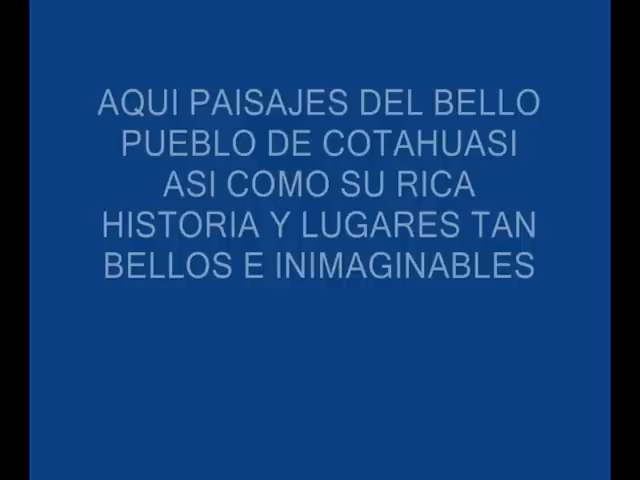 AQUI PAISAJES DEL BELLO
PUEBLO DE COTAHUASI
ASI COMO SU RICA
HISTORIA Y LUGARES TAN
BELLOS E INIMAGINABLES